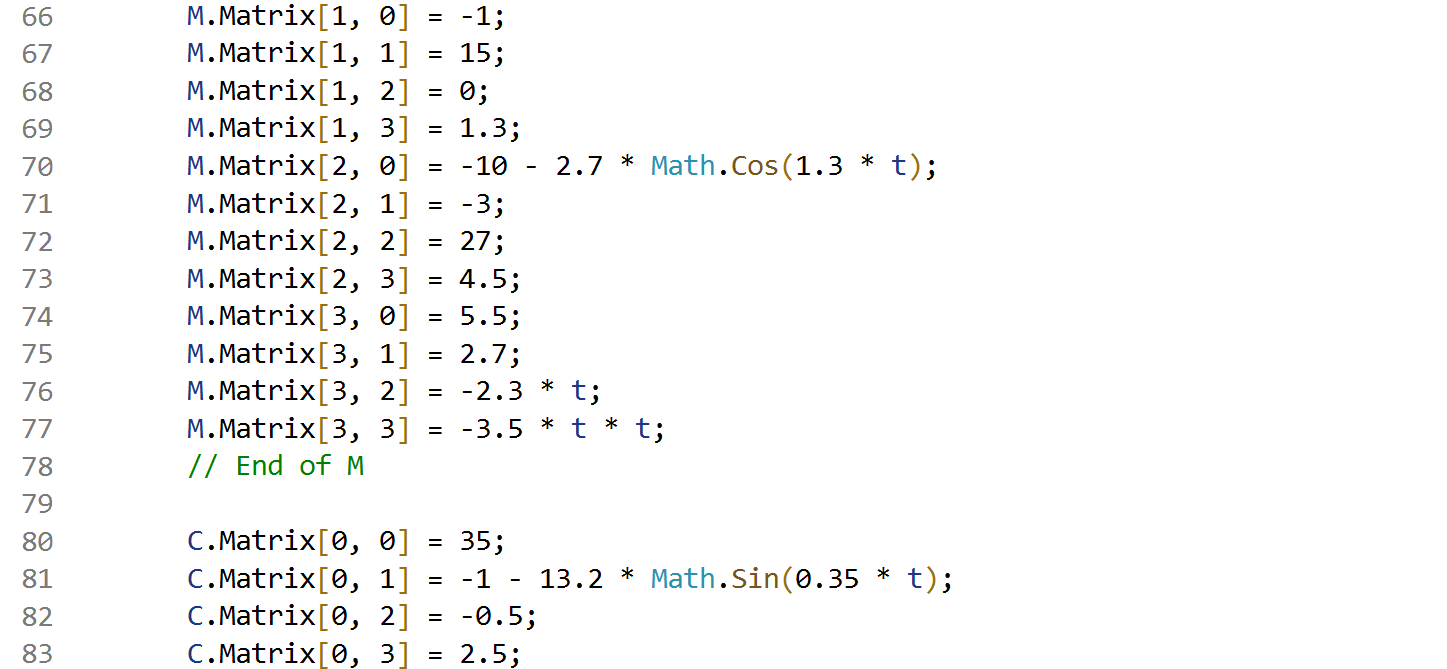 66 M.Matrix[1, 0] = -1;
67 M.Matrix[1, 1] = 15;
68 M.Matrix[1, 2] = 0;
69 M.Matrix[1, 3] = 1.3;
70 M.Matrix[2, 0] = -10 - 2.7 * Math.Cos(1.3 * t);
71 M.Matrix[2, 1] = -3;
72 M.Matrix[2, 2] = 27;
73 M.Matrix[2, 3] = 4.5;
74 M.Matrix[3, 0] = 5.5;
75 M.Matrix[3, 1] = 2.7;
76 M.Matrix[3, 2] = -2.3 * t;
77 M.Matrix[3, 3] = -3.5 * t * t;
78 // End of M
79
80 C.Matrix[0, 0] = 35;
81 C.Matrix[0, 1] = -1 - 13.2 * Math.Sin(0.35 * t);
82 C.Matrix[0, 2] = -0.5;
83 C.Matrix[0, 3] = 2.5;